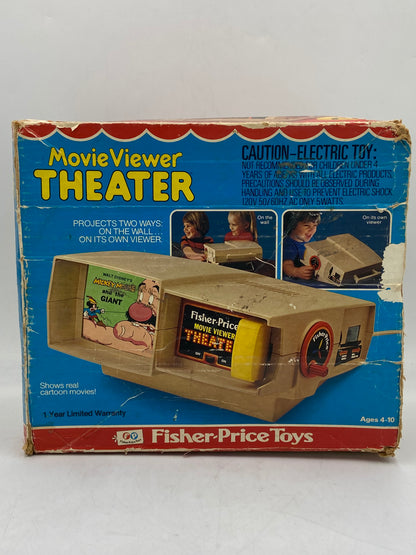 Movie Viewer
THEATER
CAUTION-ELECTRIC TOY:
NOT RECOMMENDED FOR CHILDREN UNDER 4
YEARS OF AGE. AS WITH ALL ELECTRIC PRODUCTS,
PRECAUTIONS SHOULD BE OBSERVED DURING
HANDLING AND USE TO PREVENT ELECTRIC SHOCK.
120V 50/60HZ AC ONLY 5 WATTS
PROJECTS TWO WAYS:
ON THE WALL ...
ON ITS OWN VIEWER.
On the
wall
On its own
viewer
WALT DISNEY'S
MICKEY MOUSE
and the
GIANT
Fisher-Price
MOVIE VIEWER
THEATE
Shows real
cartoon movies!
1 Year Limited Warranty
Ages 4-10
Fisher-Price Toys